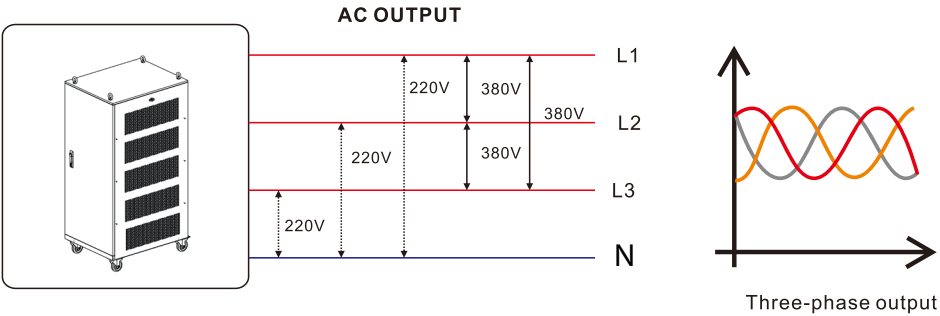 AC OUTPUT
L1
220V
380V
380V
L2
220V
380V
L3
220V
N
Three-phase output